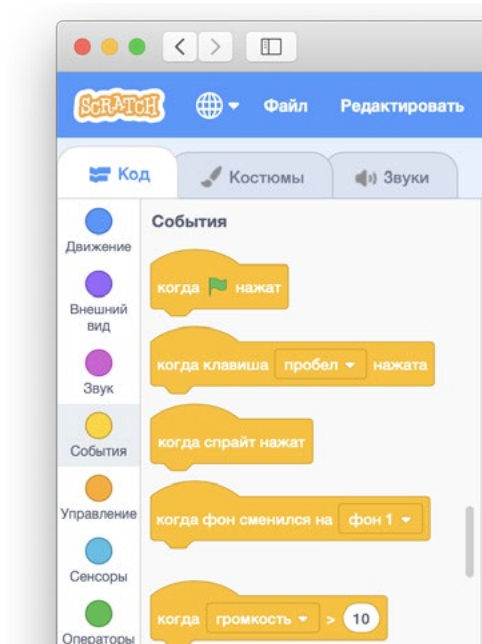 SCRATCH Файл Редактировать
Код Костюмы Звуки
Движение
Внешний
вид
Звук
События
Управление
Сенсоры
Операторы
События
когда нажат
когда клавиша пробел нажата
когда спрайт нажат
когда фон сменился на фон 1
когда громкость > 10